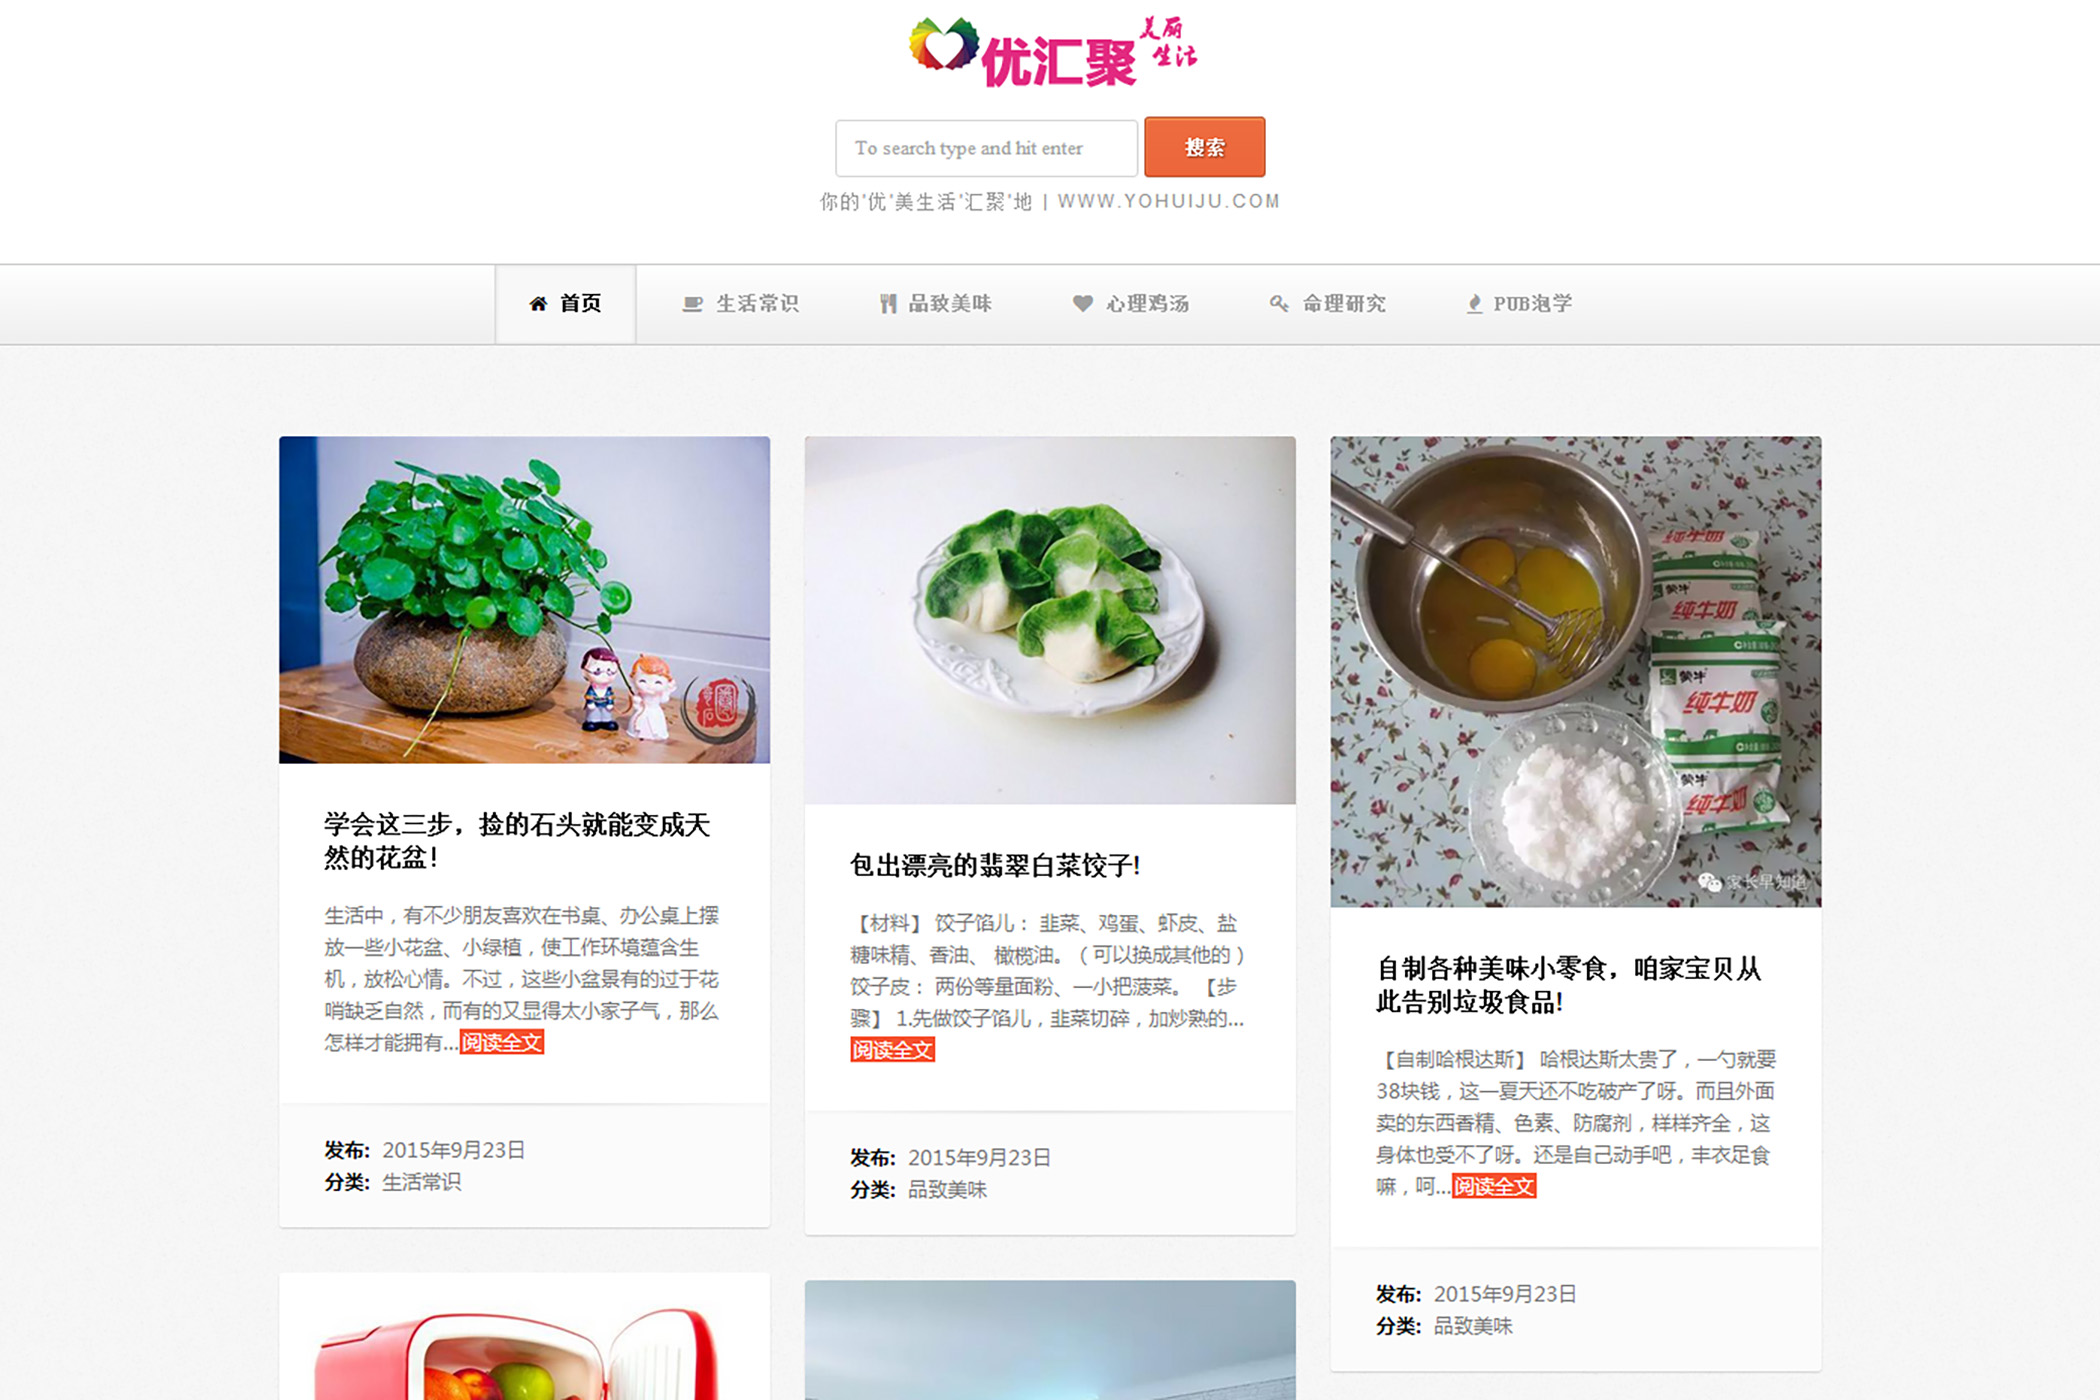 优汇聚
美丽
生活
To search type and hit enter
搜索
你的"优"美生活"汇聚"地 | WWW.YOHUIJU.COM
首页
生活常识
品致美味
心理鸡汤
命理研究
PUB泡学
学会这三步，捡的石头就能变成天
然的花盆！
生活中，有不少朋友喜欢在书桌、办公桌上摆
放一些小花盆、小绿植，使工作环境蕴含生
机，放松心情。不过，这些小盆景有的过于花
哨缺乏自然，而有的又显得太小家子气，那么
怎样才能拥有...阅读全文
发布: 2015年9月23日
分类: 生活常识
包出漂亮的翡翠白菜饺子!
【材料】 饺子馅儿： 韭菜、鸡蛋、虾皮、盐
糖味精、香油、 橄榄油。（可以换成其他的）
饺子皮： 两份等量面粉、一小把菠菜。 【步
骤】 1.先做饺子馅儿，韭菜切碎，加炒熟的...
阅读全文
发布: 2015年9月23日
分类: 品致美味
纯牛奶
蒙牛
纯牛奶
蒙牛
纯牛奶
蒙牛
纯牛奶
家长早知道
自制各种美味小零食，咱家宝贝从
此告别垃圾食品!
【自制哈根达斯】 哈根达斯太贵了，一勺就要
38块钱，这一夏天还不吃破产了呀。而且外面
卖的东西香精、色素、防腐剂，样样齐全，这
身体也受不了呀。还是自己动手吧，丰衣足食
嘛，呵...阅读全文
发布: 2015年9月23日
分类: 品致美味